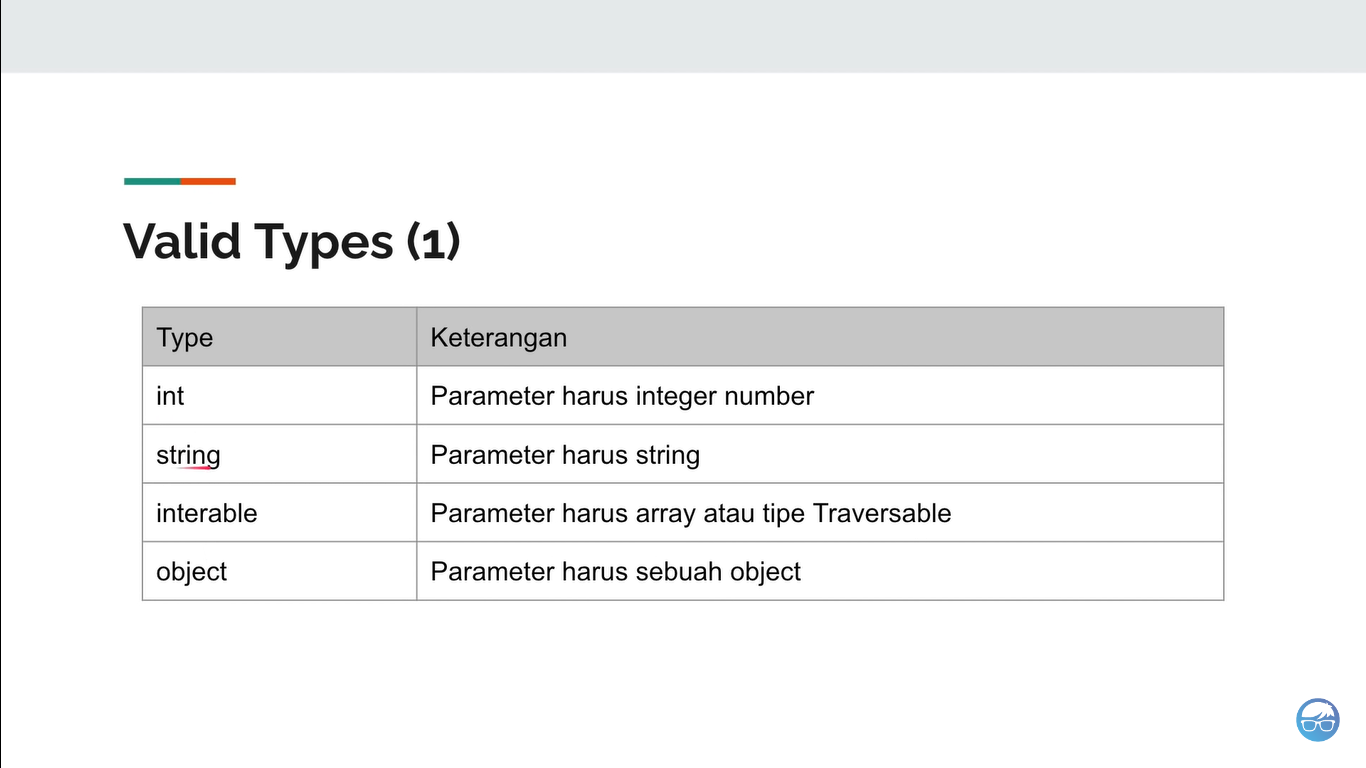 Valid Types (1)
Type Keterangan
int Parameter harus integer number
string Parameter harus string
interable Parameter harus array atau tipe Traversable
object Parameter harus sebuah object